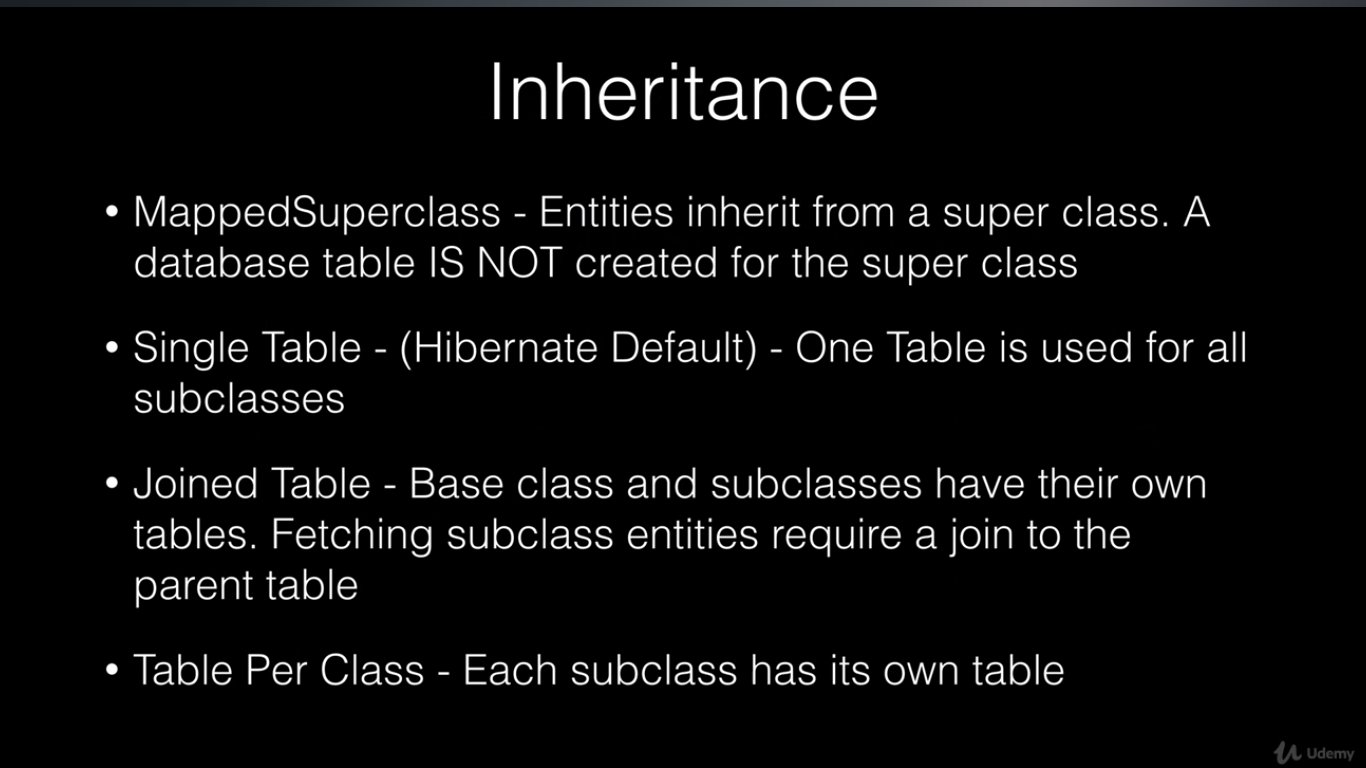 Inheritance
• MappedSuperclass - Entities inherit from a super class. A
database table IS NOT created for the super class
• Single Table - (Hibernate Default) - One Table is used for all
subclasses
• Joined Table - Base class and subclasses have their own
tables. Fetching subclass entities require a join to the
parent table
• Table Per Class - Each subclass has its own table
Udemy